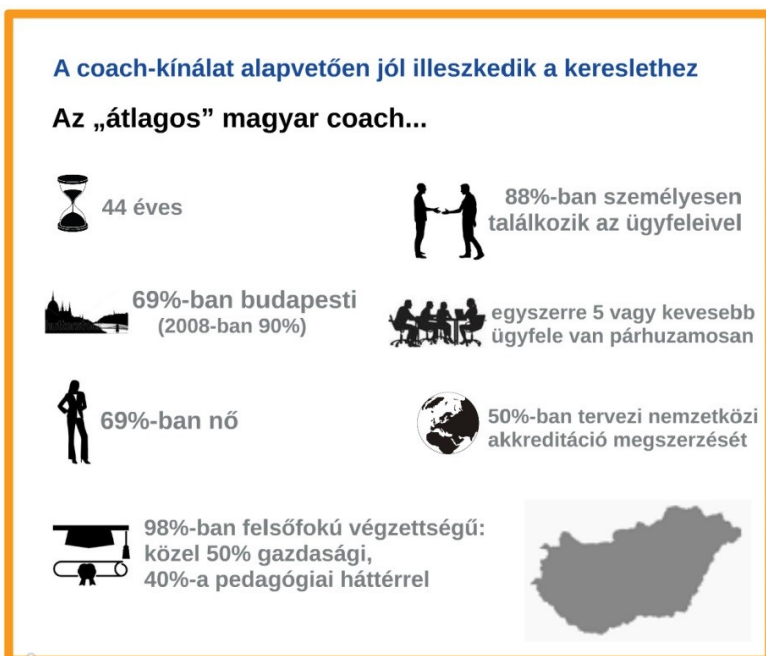 A coach-kínálat alapvetően jól illeszkedik a kereslethez
Az „átlagos” magyar coach...
44 éves
88%-ban személyesen
találkozik az ügyfeleivel
69%-ban budapesti
(2008-ban 90%)
egyszerre 5 vagy kevesebb
ügyfele van párhuzamosan
69%-ban nő
50%-ban tervezi nemzetközi
akkreditáció megszerzését
98%-ban felsőfokú végzettségű:
közel 50% gazdasági,
40%-a pedagógiai háttérrel